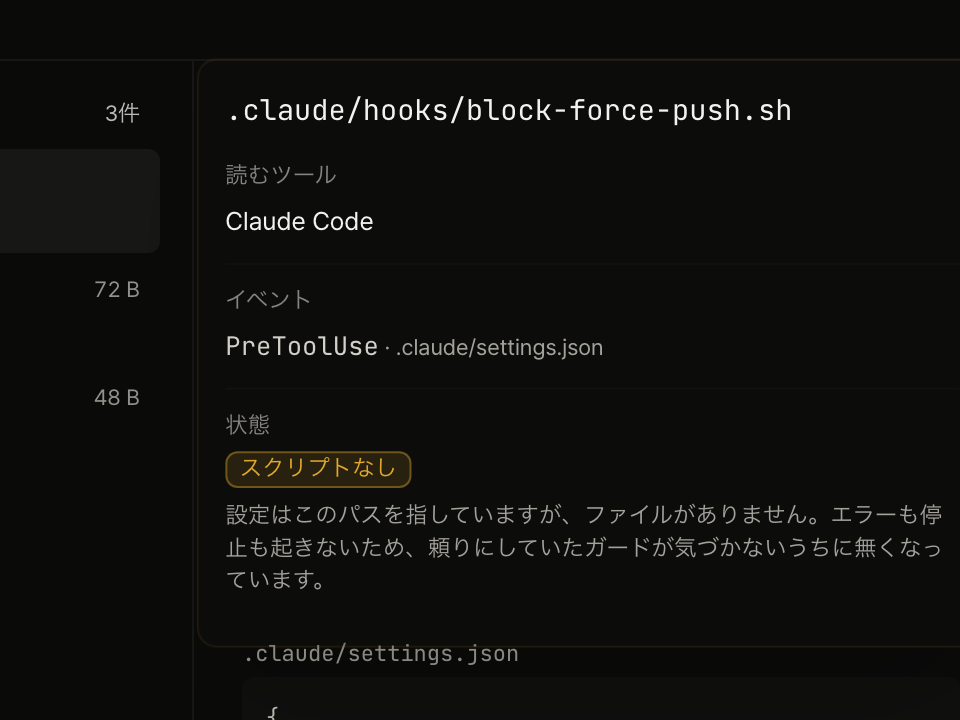 3件
72 B
48 B
.claude/hooks/block-force-push.sh
読むツール
Claude Code
イベント
PreToolUse · .claude/settings.json
状態
スクリプトなし
設定はこのパスを指していますが、ファイルがありません。エラーも停
止も起きないため、頼りにしていたガードが気づかないうちに無くなっ
ています。
.claude/settings.json
{